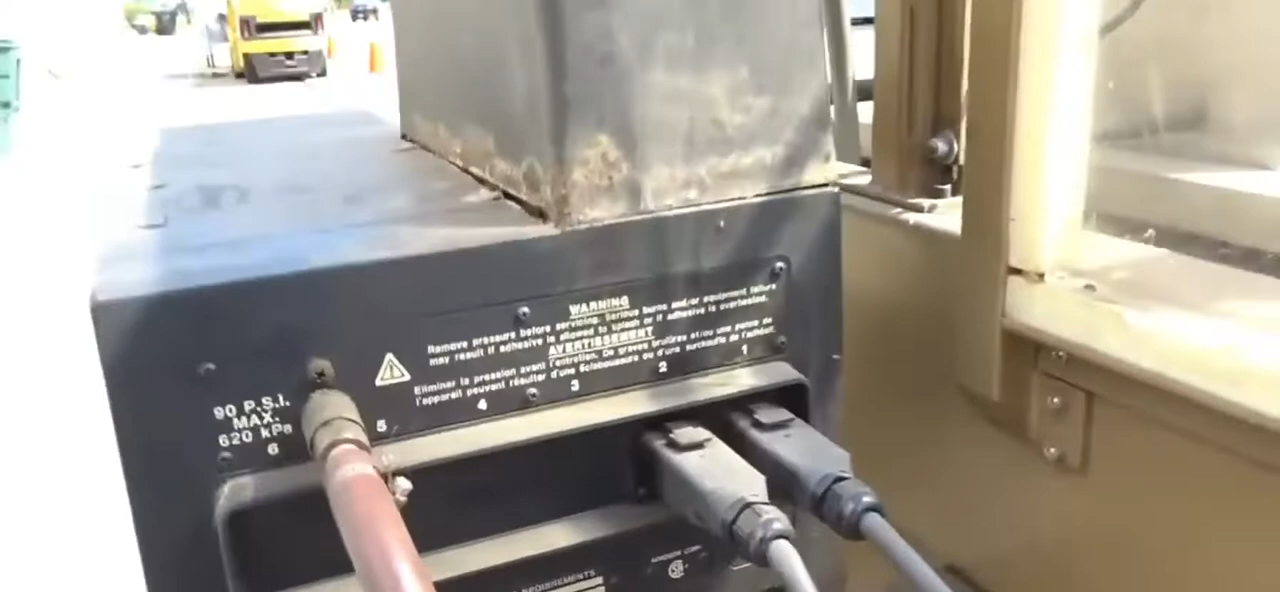 WARNING
Remove pressure before servicing. Serious burns and/or equipment failure
may result if adhesive is allowed to splash or if adhesive is overheated.
AVERTISSEMENT
Eliminer la pression avant l'entretien. De graves brulûres et/ou une panne de
l'appareil peuvant résulter d'une éclaboussure ou d'une surchauffe de l'adhésif.
90 P.S.I.
MAX.
620 kPa
6
5
4
3
2
1
NORDSON CORP.